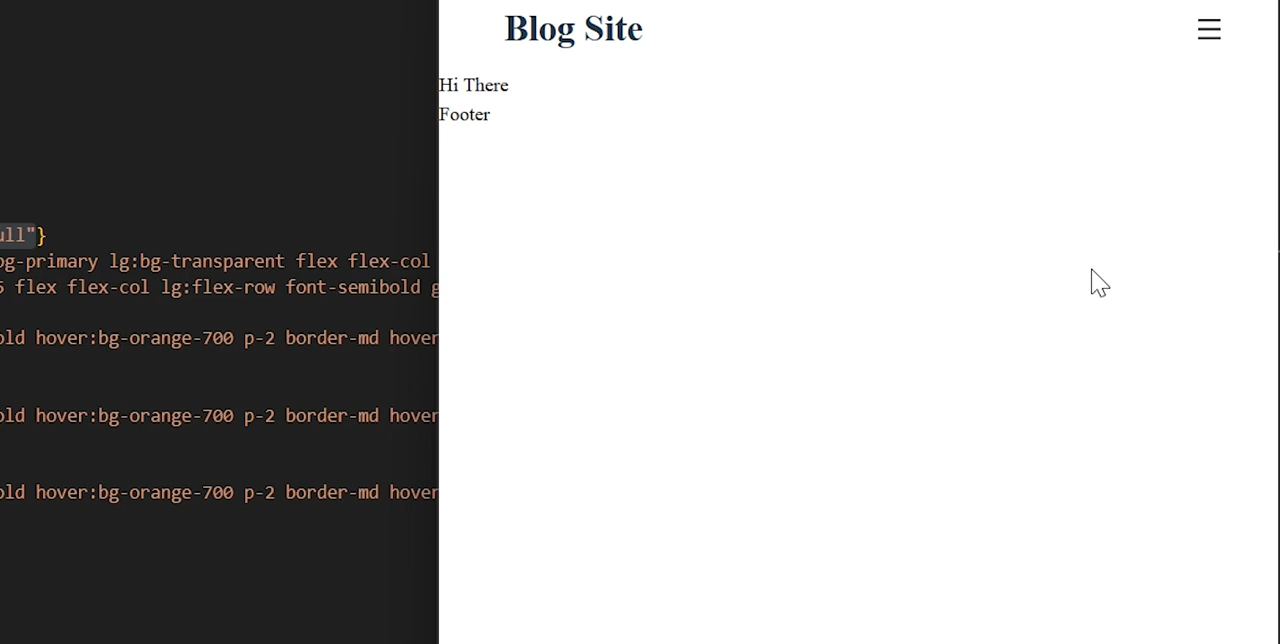 Blog Site
Hi There
Footer
ull"}
bg-primary lg:bg-transparent flex flex-col
flex flex-col lg:flex-row font-semibold g
old hover:bg-orange-700 p-2 border-md hover
old hover:bg-orange-700 p-2 border-md hover
old hover:bg-orange-700 p-2 border-md hover